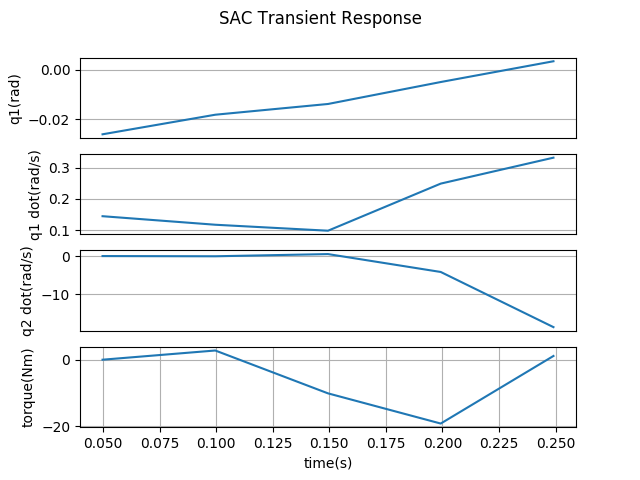 SAC Transient Response
q1(rad)
0.00
−0.02
q1 dot(rad/s)
0.3
0.2
0.1
q2 dot(rad/s)
0
−10
torque(Nm)
0
−20
0.050 0.075 0.100 0.125 0.150 0.175 0.200 0.225 0.250
time(s)